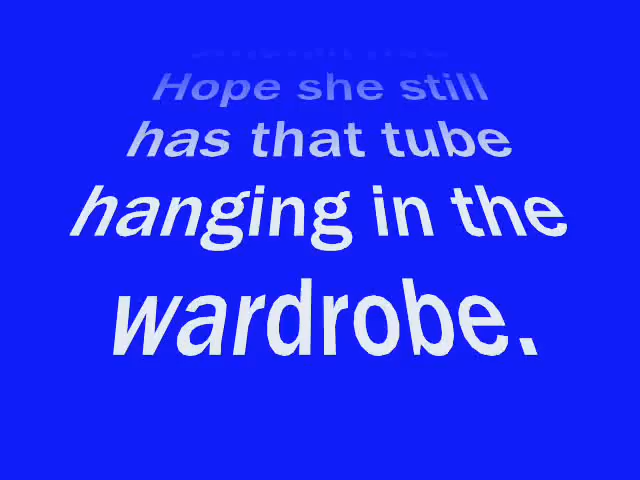 Hope she still
has that tube
hanging in the
wardrobe.